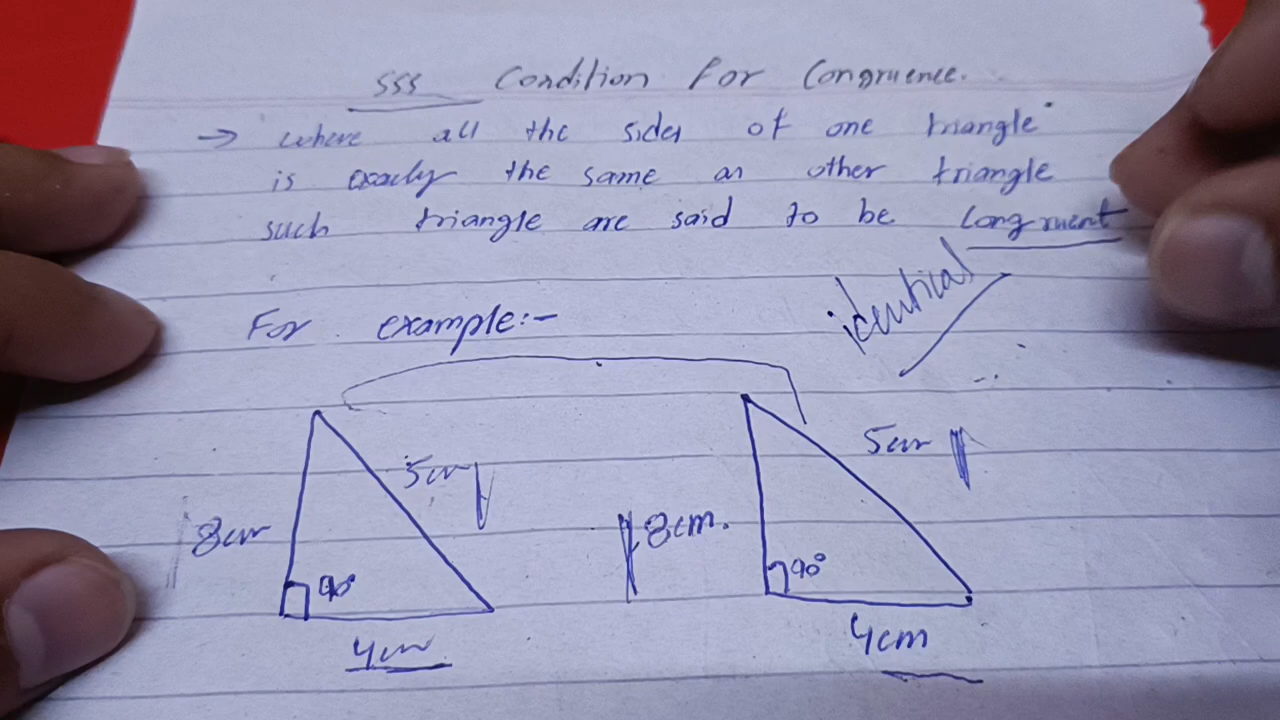 SSS Condition For Congruence.
→ where all the sides of one triangle
is exacly the same as other triangle
such triangle are said to be Congruent
identical
For example:-
5cm
5cm
8cm
8cm.
90°
90°
4cm
4cm